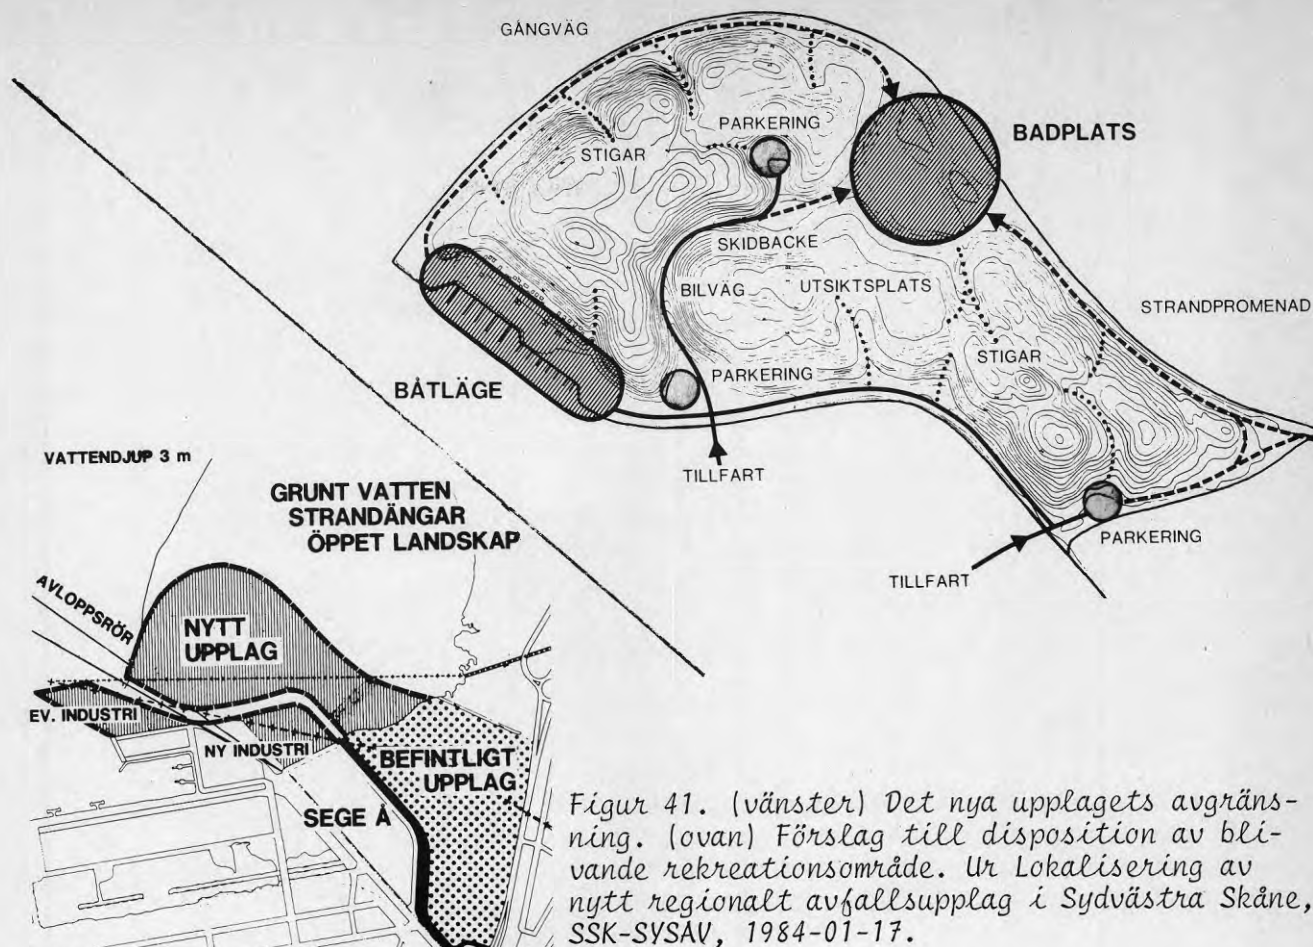 GÅNGVÄG
PARKERING
BADPLATS
STIGAR
SKIDBACKE
BILVÄG
UTSIKTSPLATS
STRANDPROMENAD
STIGAR
PARKERING
BÅTLÄGE
TILLFART
PARKERING
TILLFART
VATTENDJUP 3 m
GRUNT VATTEN
STRANDÄNGAR
ÖPPET LANDSKAP
AVLOPPSRÖR
NYTT
UPPLAG
EV. INDUSTRI
NY INDUSTRI
BEFINTLIGT
UPPLAG
SEGE Å
Figur 41. (vänster) Det nya upplagets avgräns-
ning. (ovan) Förslag till disposition av bli-
vande rekreationsområde. Ur Lokalisering av
nytt regionalt avfallsupplag i Sydvästra Skåne,
SSK-SYSAV, 1984-01-17.